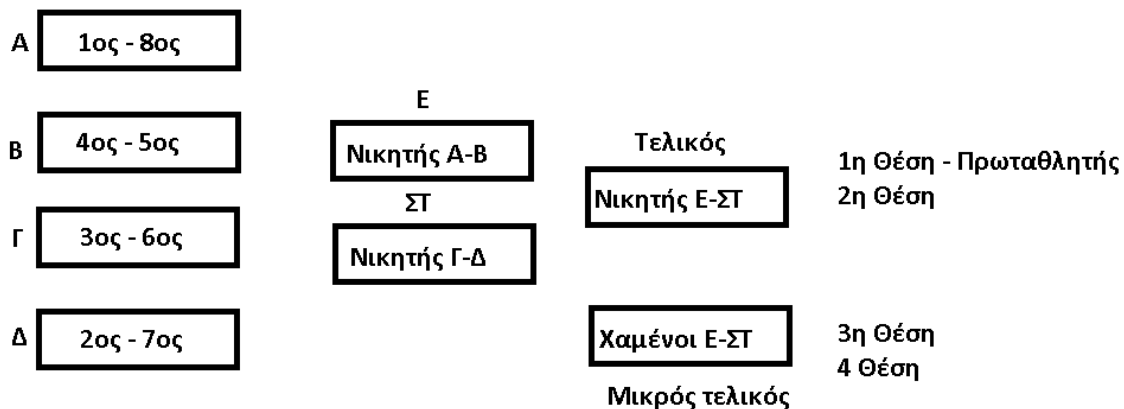 Α
1ος - 8ος
Β
4ος - 5ος
Γ
3ος - 6ος
Δ
2ος - 7ος
Ε
Νικητής Α-Β
ΣΤ
Νικητής Γ-Δ
Τελικός
Νικητής Ε-ΣΤ
1η Θέση - Πρωταθλητής
2η Θέση
Χαμένοι Ε-ΣΤ
Μικρός τελικός
3η Θέση
4 Θέση